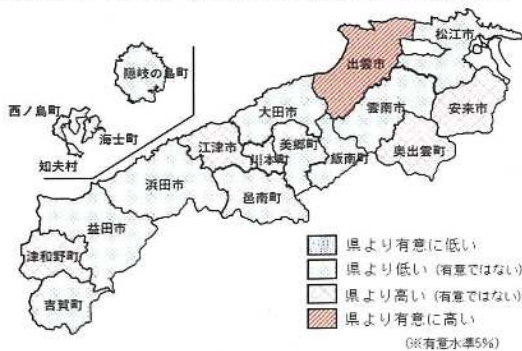 松江市
出雲市
隠岐の島町
安来市
雲南市
西ノ島町
大田市
海士町
奥出雲町
美郷町
飯南町
江津市
川本町
知夫村
浜田市
邑南町
益田市
津和野町
吉賀町
県より有意に低い
県より低い (有意ではない)
県より高い (有意ではない)
県より有意に高い
(※有意水準5%)